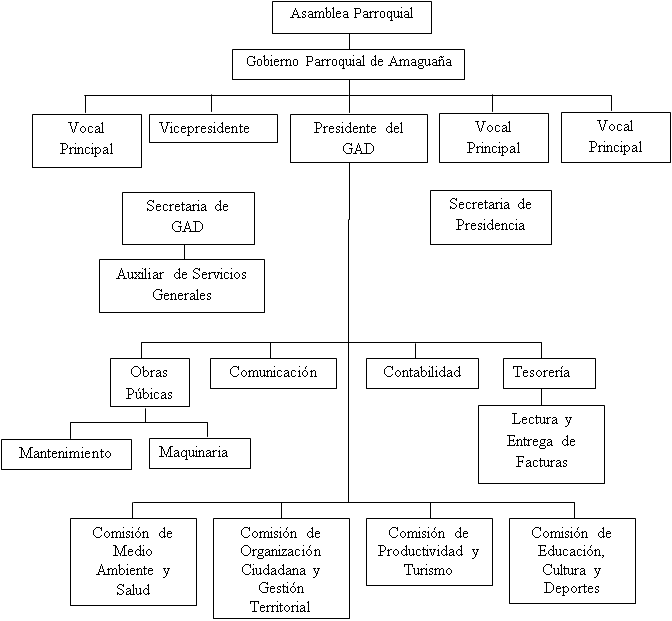 Asamblea Parroquial
Gobierno Parroquial de Amaguaña
Vocal
Principal
Vicepresidente
Presidente del
GAD
Vocal
Principal
Vocal
Principal
Secretaria de
GAD
Secretaria de
Presidencia
Auxiliar de Servicios
Generales
Obras
Púbicas
Comunicación
Contabilidad
Tesorería
Mantenimiento
Maquinaria
Lectura y
Entrega de
Facturas
Comisión de
Medio
Ambiente y
Salud
Comisión de
Organización
Ciudadana y
Gestión
Territorial
Comisión de
Productividad y
Turismo
Comisión de
Educación,
Cultura y
Deportes